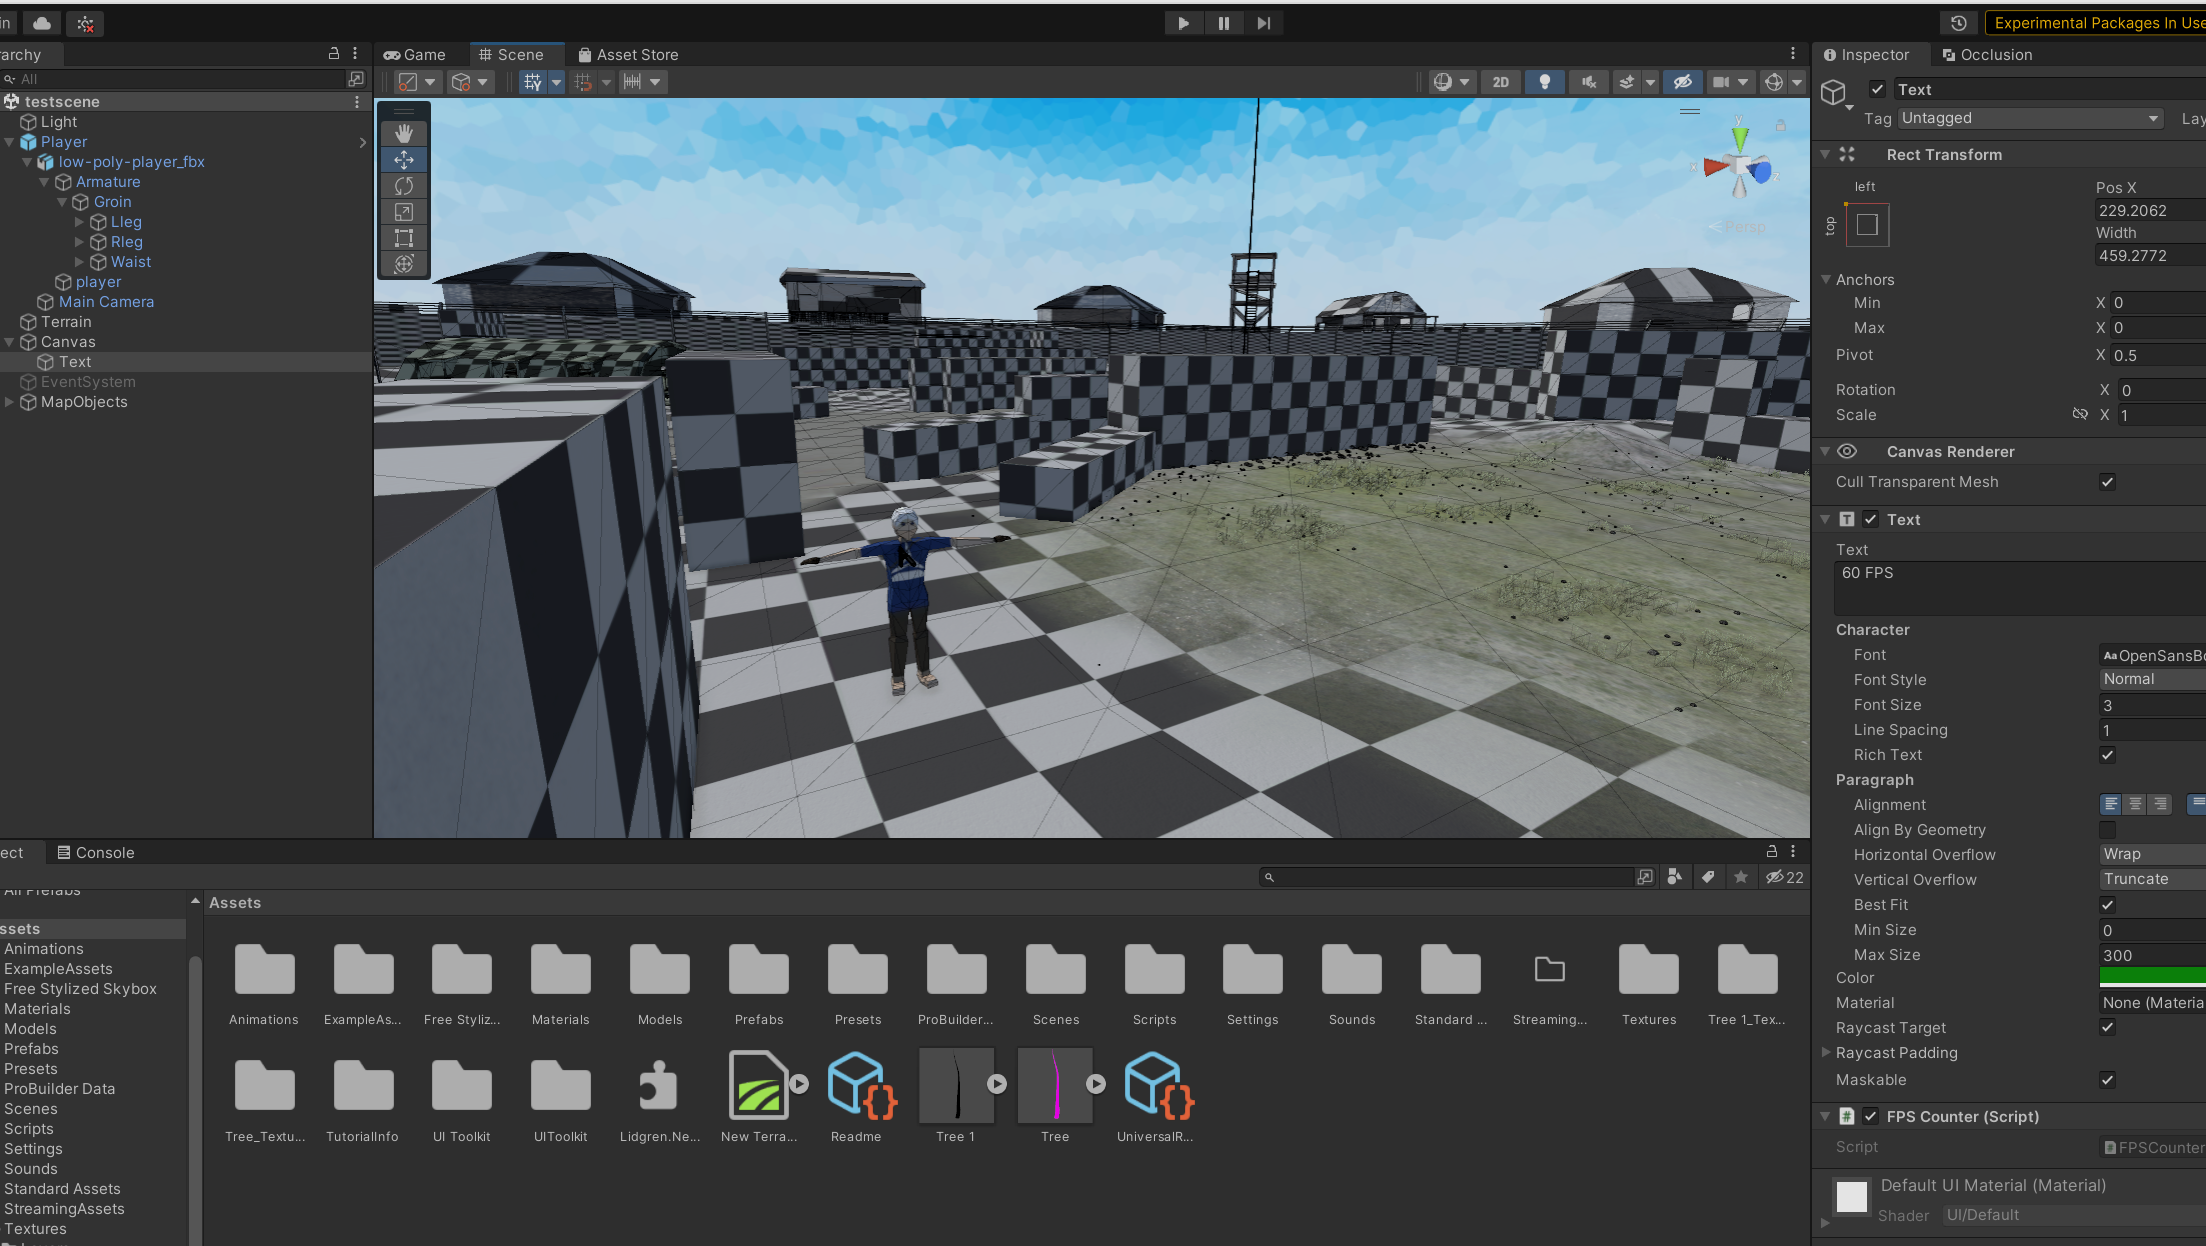 in
Experimental Packages In Use
archy
Game
Scene
Asset Store
Inspector
Occlusion
All
2D
Text
testscene
Tag
Untagged
Lay
Light
Player
low-poly-player_fbx
Armature
Groin
Lleg
Rleg
Waist
player
Main Camera
Terrain
Canvas
Text
EventSystem
MapObjects
y
x
z
Persp
Rect Transform
left
top
Pos X
229.2062
Width
459.2772
Anchors
Min
X 0
Max
X 0
Pivot
X 0.5
Rotation
X 0
Scale
X 1
Canvas Renderer
Cull Transparent Mesh
Text
Text
60 FPS
Character
Font
Aa OpenSansBo
Font Style
Normal
Font Size
3
Line Spacing
1
Rich Text
Paragraph
Alignment
Align By Geometry
Horizontal Overflow
Wrap
Vertical Overflow
Truncate
Best Fit
Min Size
0
Max Size
300
Color
Material
None (Materia
Raycast Target
Raycast Padding
Maskable
FPS Counter (Script)
Script
FPSCounter
Default UI Material (Material)
Shader
UI/Default
ect
Console
22
All Prefabs
ssets
Animations
ExampleAssets
Free Stylized Skybox
Materials
Models
Prefabs
Presets
ProBuilder Data
Scenes
Scripts
Settings
Sounds
Standard Assets
StreamingAssets
Textures
Assets
Animations
ExampleAs...
Free Styliz...
Materials
Models
Prefabs
Presets
ProBuilder...
Scenes
Scripts
Settings
Sounds
Standard ...
Streaming...
Textures
Tree 1_Tex...
Tree_Textu...
TutorialInfo
UI Toolkit
UIToolkit
Lidgren.Ne...
New Terra...
Readme
Tree 1
Tree
UniversalR...